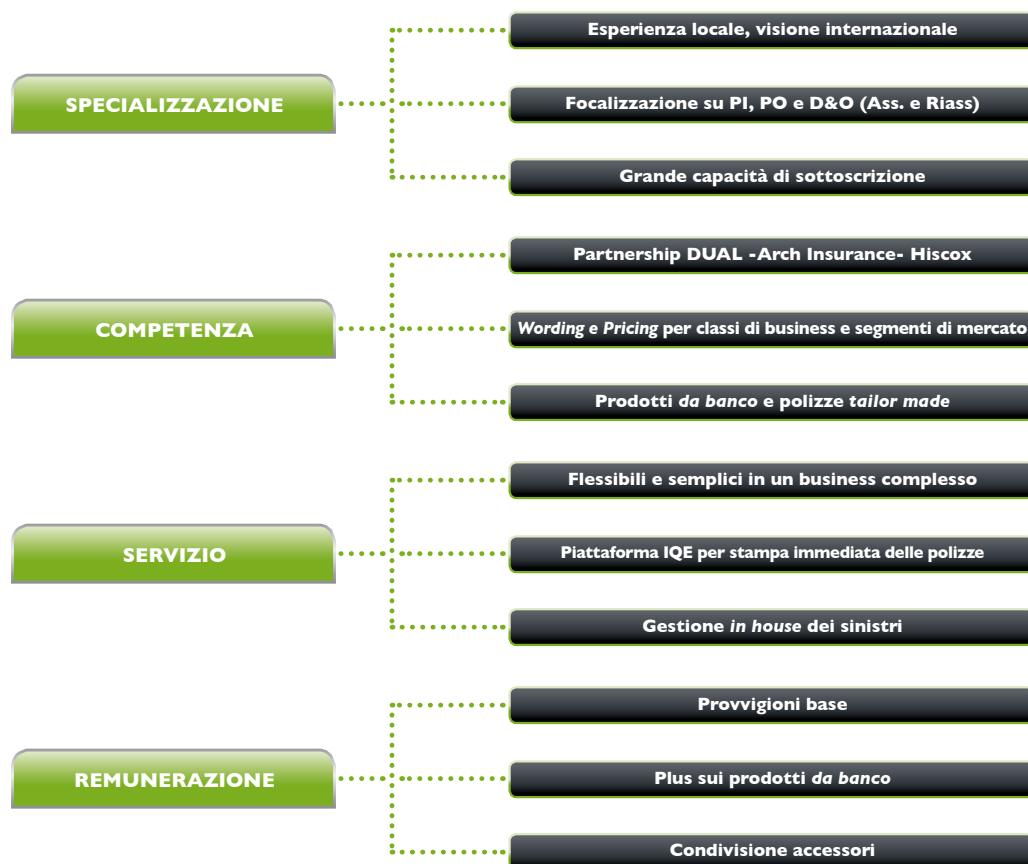 Esperienza locale, visione internazionale
SPECIALIZZAZIONE
Focalizzazione su PI, PO e D&O (Ass. e Riass)
Grande capacità di sottoscrizione
Partnership DUAL -Arch Insurance- Hiscox
COMPETENZA
Wording e Pricing per classi di business e segmenti di mercato
Prodotti da banco e polizze tailor made
Flessibili e semplici in un business complesso
SERVIZIO
Piattaforma IQE per stampa immediata delle polizze
Gestione in house dei sinistri
Provvigioni base
REMUNERAZIONE
Plus sui prodotti da banco
Condivisione accessori